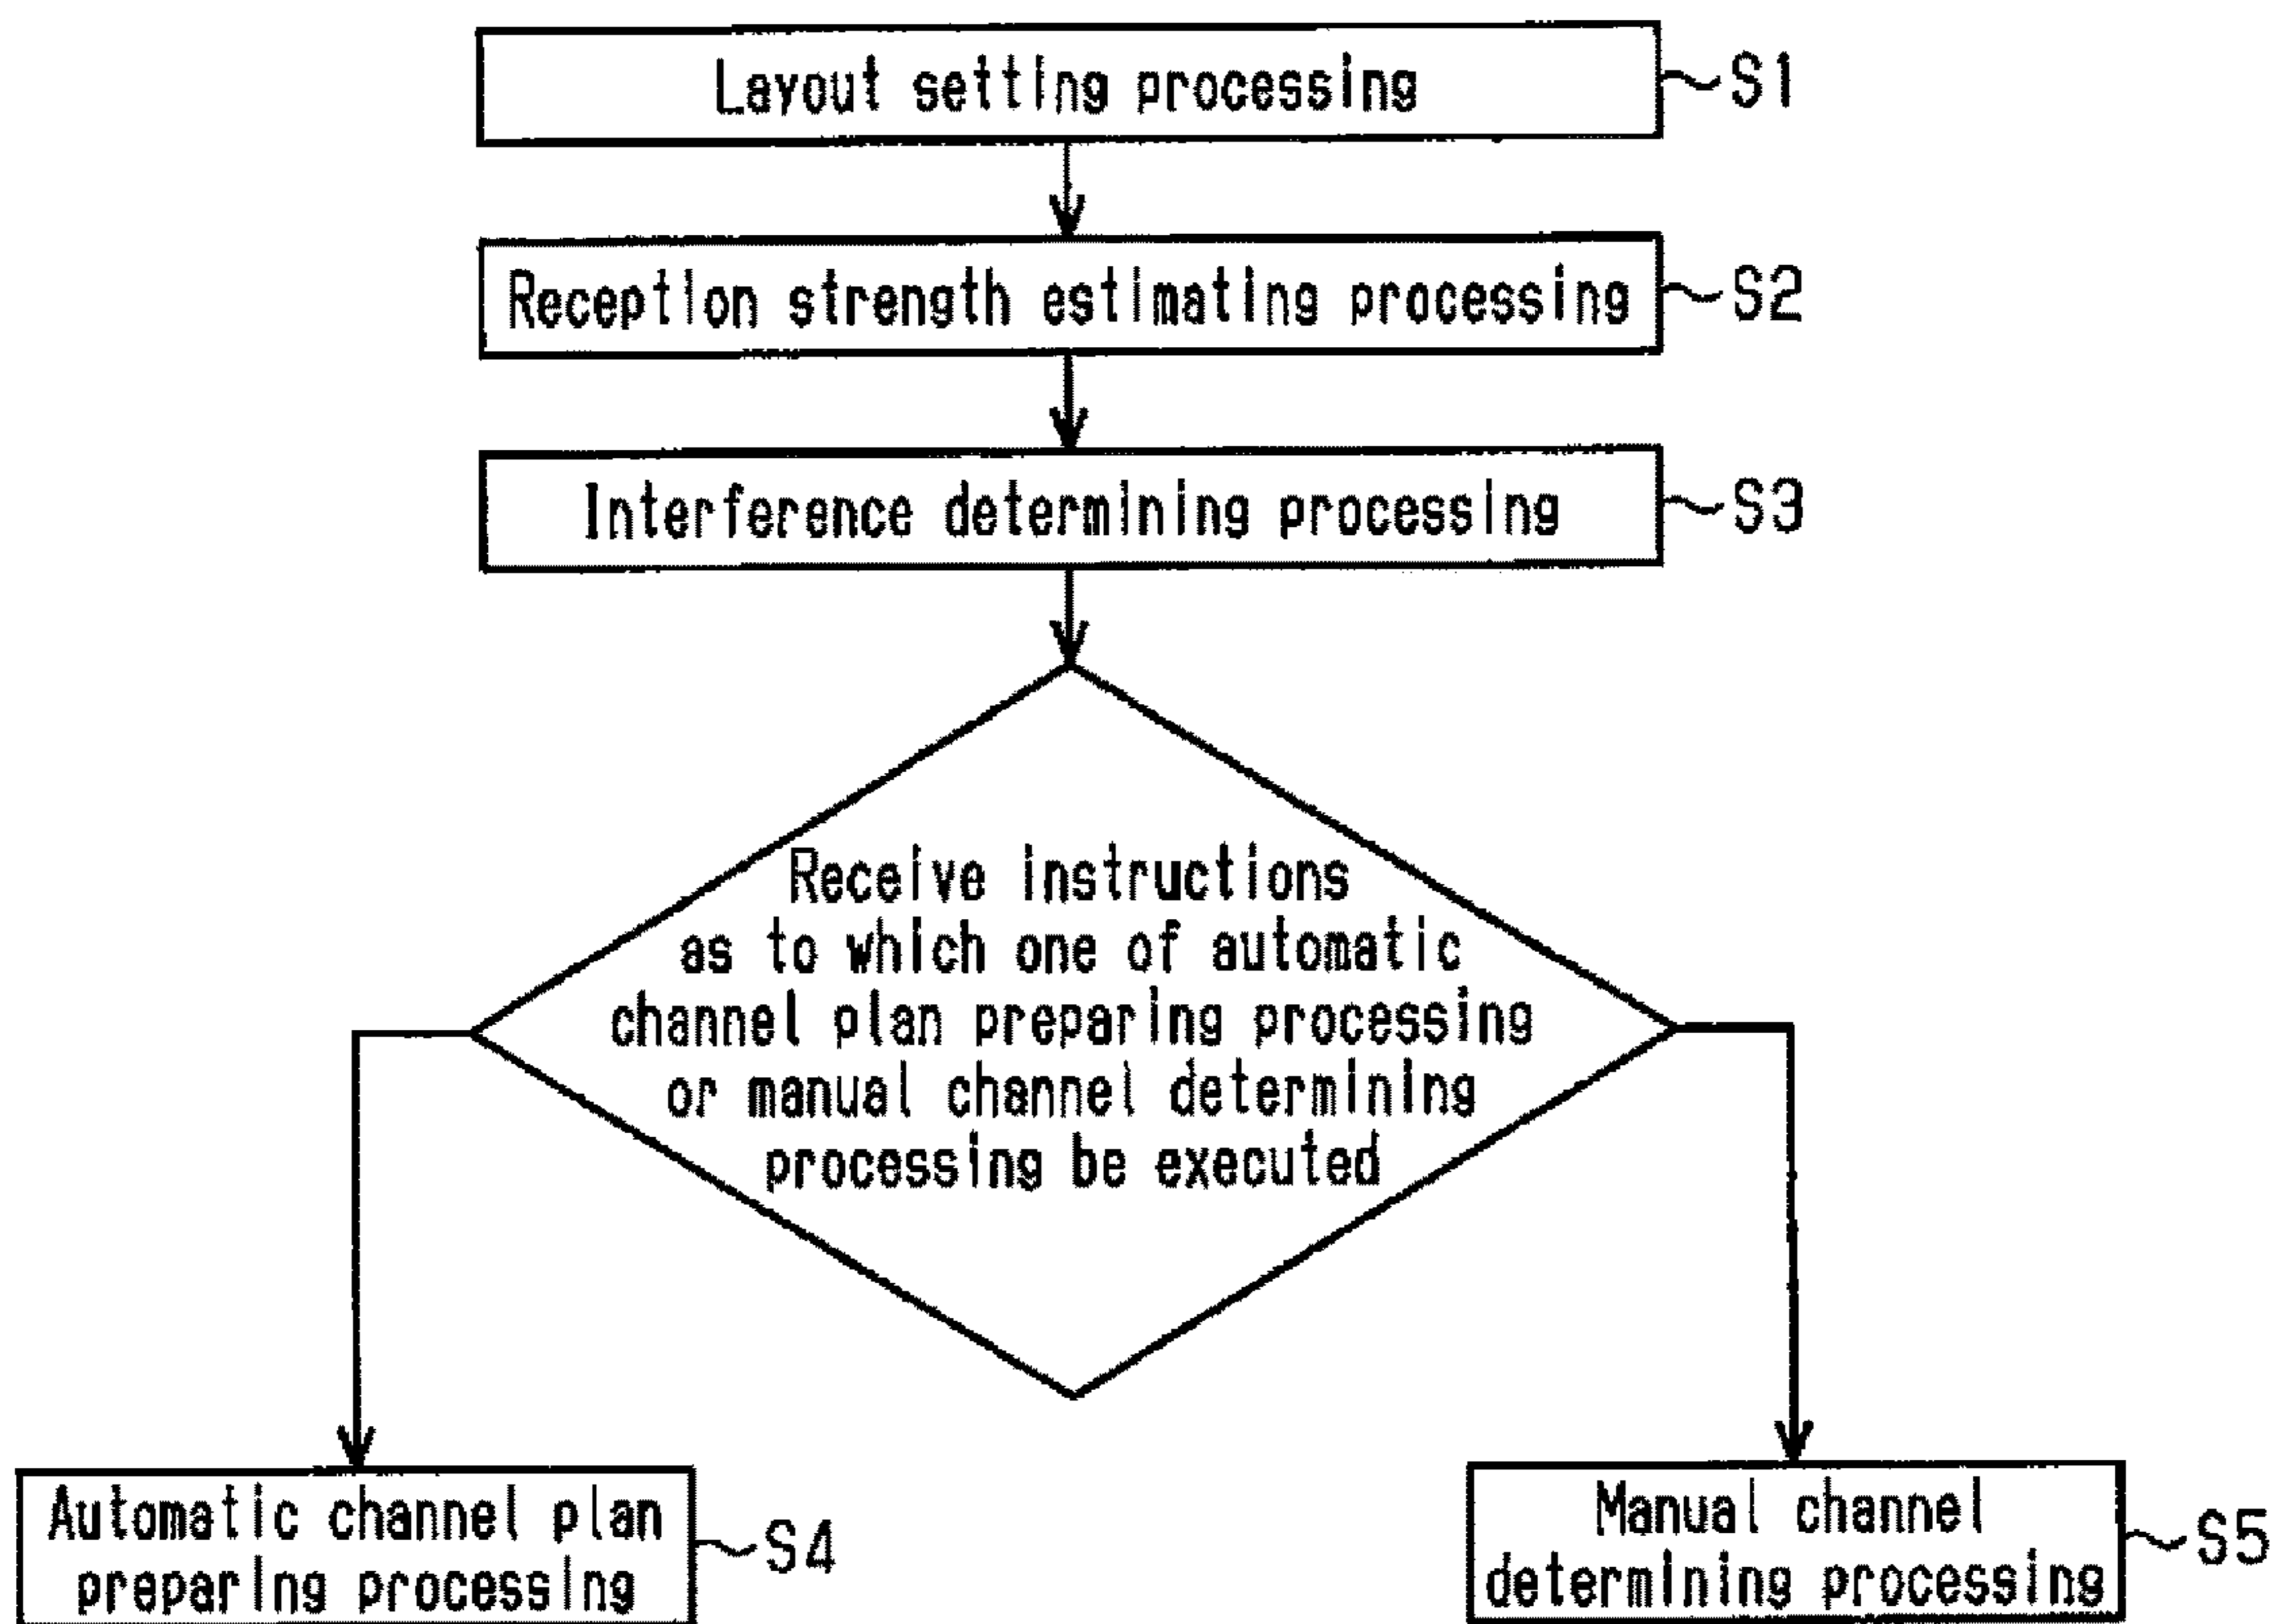 Layout setting processing
S1
Reception strength estimating processing
S2
Interference determining processing
S3
Receive instructions
as to which one of automatic
channel plan preparing processing
or manual channel determining
processing be executed
Automatic channel plan
preparing processing
S4
Manual channel
determining processing
S5